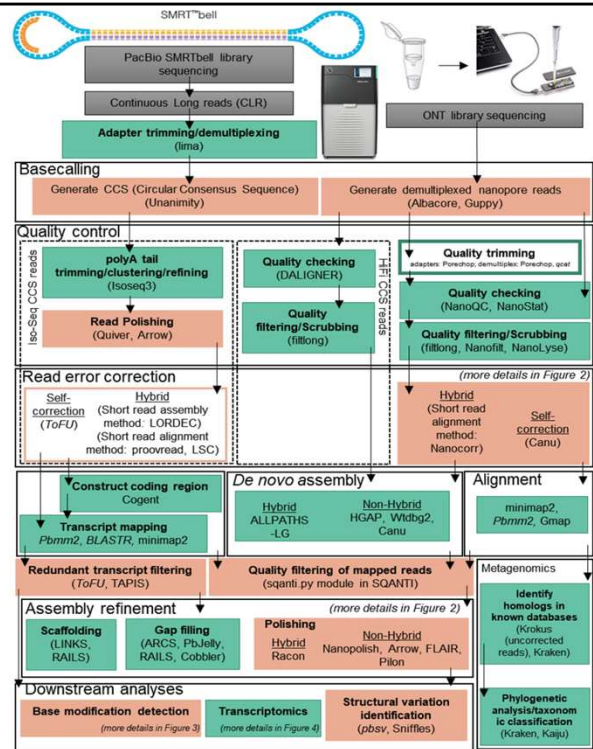 SMRT™bell
PacBio SMRTbell library
sequencing
Continuous Long reads (CLR)
Adapter trimming/demultiplexing
(lima)
ONT library sequencing
Basecalling
Generate CCS (Circular Consensus Sequence)
(Unanimity)
Generate demultiplexed nanopore reads
(Albacore, Guppy)
Quality control
Iso-Seq CCS reads
polyA tail
trimming/clustering/refining
(Isoseq3)
Read Polishing
(Quiver, Arrow)
Quality checking
(DALIGNER)
Quality
filtering/Scrubbing
(filtlong)
HIFI CCS reads
Quality trimming
adapters: Porechop; demultiplex: Porechop, qcat
Quality checking
(NanoQC, NanoStat)
Quality filtering/Scrubbing
(filtlong, Nanofilt, NanoLyse)
Read error correction
(more details in Figure 2)
Self-
correction
(ToFU)
Hybrid
(Short read assembly
method: LORDEC)
(Short read alignment
method: proovread, LSC)
Hybrid
(Short read
alignment
method:
Nanocorr)
Self-
correction
(Canu)
Construct coding region
Cogent
Transcript mapping
Pbmm2, BLASTR, minimap2
De novo assembly
Hybrid
ALLPATHS
-LG
Non-Hybrid
HGAP, Wtdbg2,
Canu
Alignment
minimap2,
Pbmm2, Gmap
Redundant transcript filtering
(ToFU, TAPIS)
Quality filtering of mapped reads
(sqanti.py module in SQANTI)
Metagenomics
Identify
homologs in
known databases
(Krokus
(uncorrected
reads), Kraken)
Phylogenetic
analysis/taxonom
ic classification
(Kraken, Kaiju)
Assembly refinement
(more details in Figure 2)
Scaffolding
(LINKS,
RAILS)
Gap filling
(ARCS, PbJelly,
RAILS, Cobbler)
Polishing
Hybrid
Racon
Non-Hybrid
Nanopolish, Arrow, FLAIR,
Pilon
Downstream analyses
Base modification detection
(more details in Figure 3)
Transcriptomics
(more details in Figure 4)
Structural variation
identification
(pbsv, Sniffles)